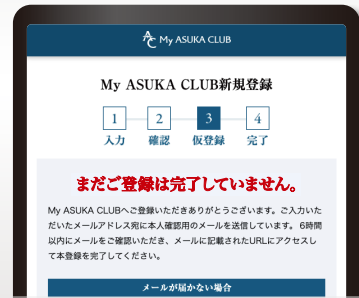 My ASUKA CLUB
My ASUKA CLUB新規登録
1 2 3 4
入力 確認 仮登録 完了
まだご登録は完了していません。
My ASUKA CLUBへご登録いただきありがとうございます。ご入力いた
だいたメールアドレス宛に本人確認用のメールを送信しています。6時間
以内にメールをご確認いただき、メールに記載されたURLにアクセスし
て本登録を完了してください。
メールが届かない場合